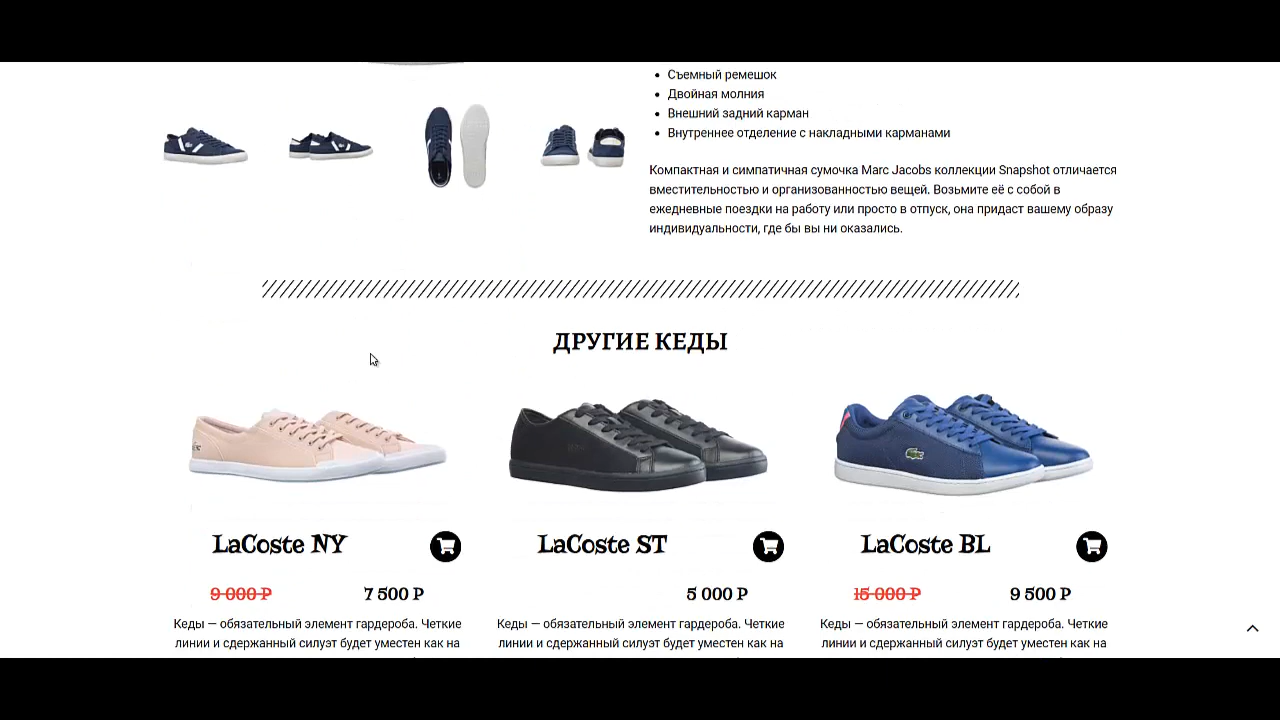 Съемный ремешок
Двойная молния
Внешний задний карман
Внутреннее отделение с накладными карманами
Компактная и симпатичная сумочка Marc Jacobs коллекции Snapshot отличается
вместительностью и организованностью вещей. Возьмите её с собой в
ежедневные поездки на работу или просто в отпуск, она придаст вашему образу
индивидуальности, где бы вы ни оказались.
ДРУГИЕ КЕДЫ
LaCoste NY
LaCoste ST
LaCoste BL
9 000 Р 7 500 Р
5 000 Р
15 000 Р 9 500 Р
Кеды — обязательный элемент гардероба. Четкие
линии и сдержанный силуэт будет уместен как на
Кеды — обязательный элемент гардероба. Четкие
линии и сдержанный силуэт будет уместен как на
Кеды — обязательный элемент гардероба. Четкие
линии и сдержанный силуэт будет уместен как на